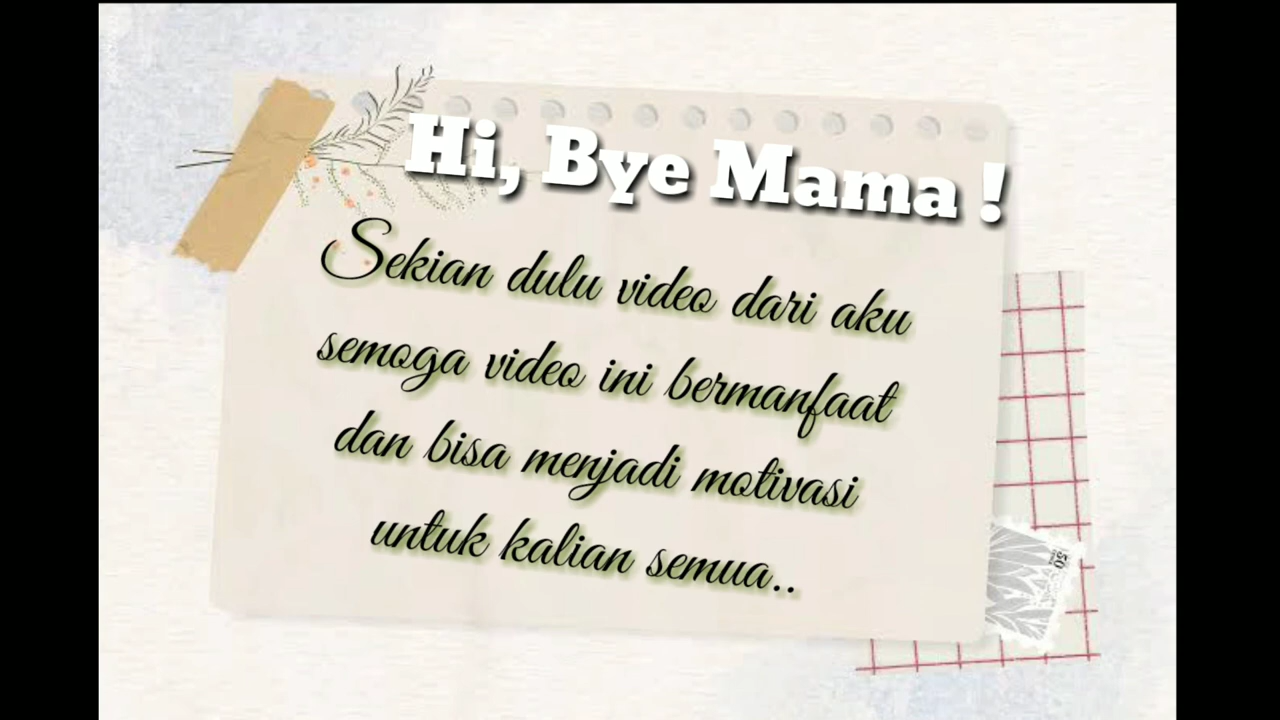 Hi, Bye Mama !
Sekian dulu video dari aku
semoga video ini bermanfaat
dan bisa menjadi motivasi
untuk kalian semua..
50